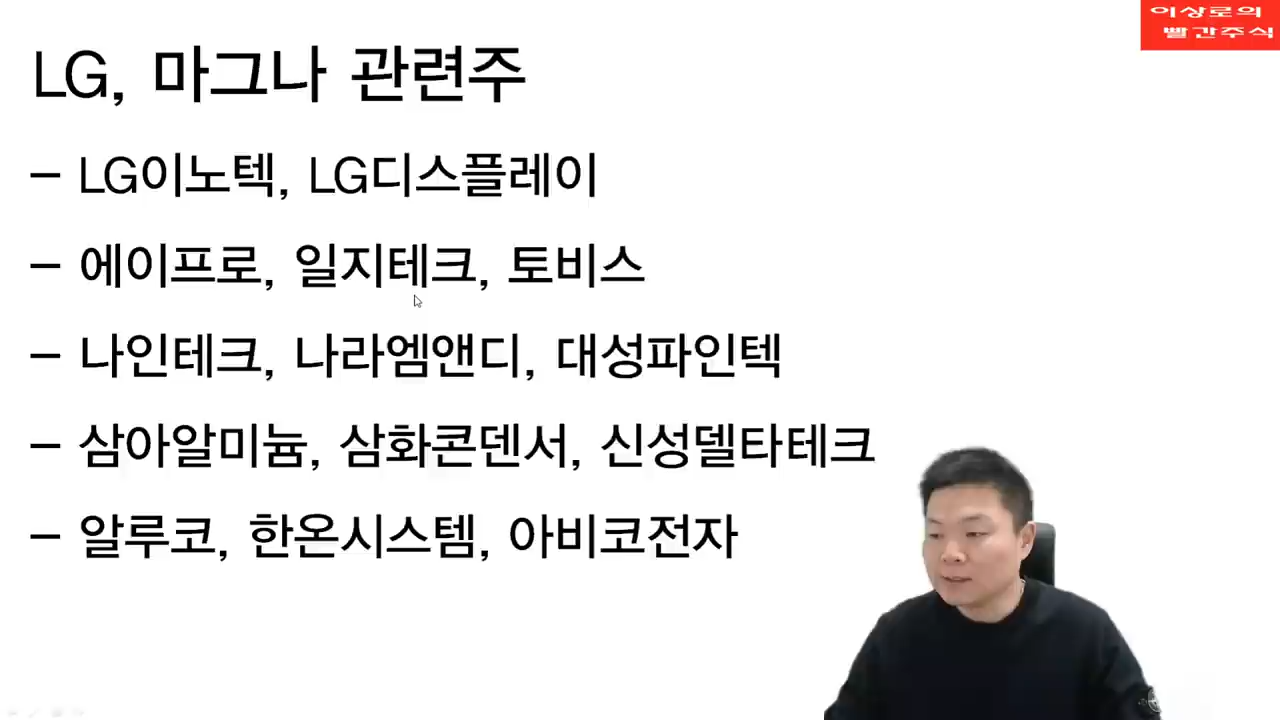 이상로의
빨간주식
LG, 마그나 관련주
– LG이노텍, LG디스플레이
– 에이프로, 일지테크, 토비스
– 나인테크, 나라엠앤디, 대성파인텍
– 삼아알미늄, 삼화콘덴서, 신성델타테크
– 알루코, 한온시스템, 아비코전자